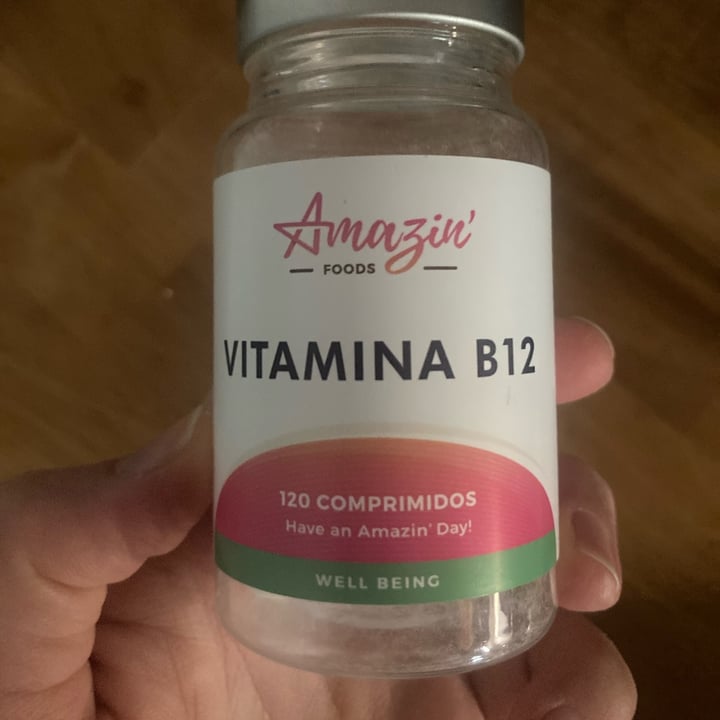 Amazin'
FOODS
VITAMINA B12
120 COMPRIMIDOS
Have an Amazin' Day!
WELL BEING